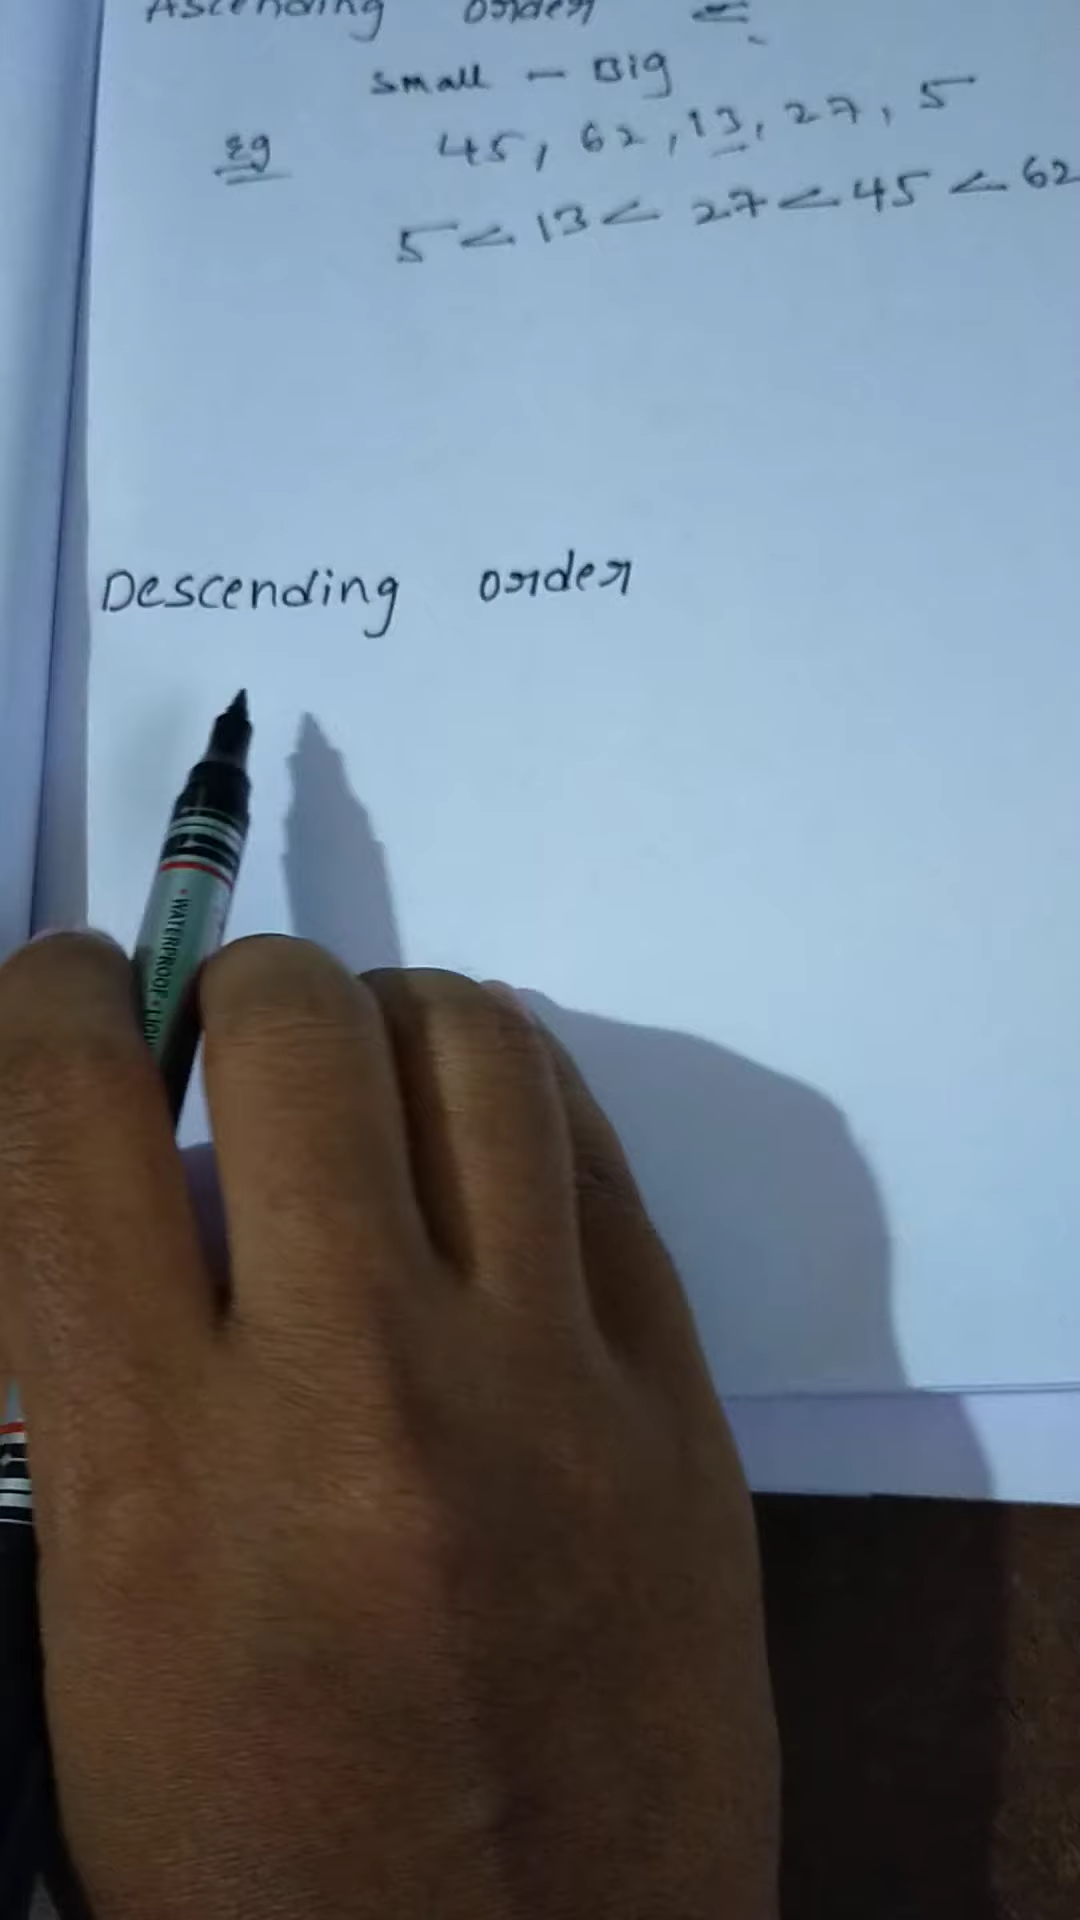 Ascending order <
Small - Big
Eg 45, 62, 13, 27, 5
5 < 13 < 27 < 45 < 62
Descending order
WATERPROOF